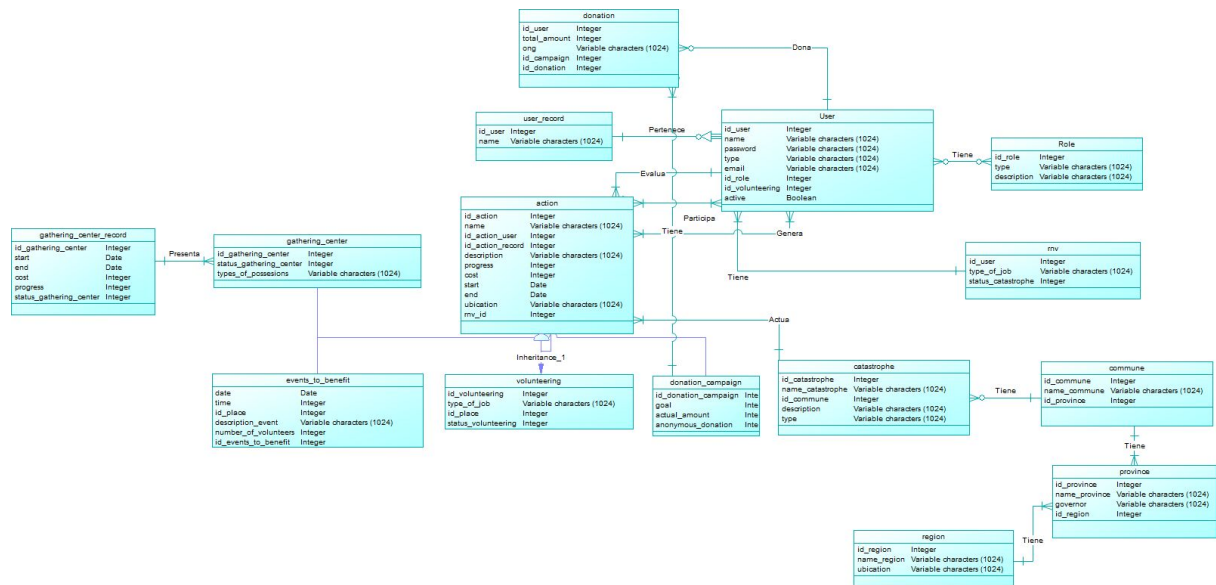 donation
id_user Integer
total_amount Integer
ong Variable characters (1024)
id_campaign Integer
id_donation Integer
Dona
user_record
id_user Integer
name Variable characters (1024)
Pertenece
User
id_user Integer
name Variable characters (1024)
password Variable characters (1024)
type Variable characters (1024)
email Variable characters (1024)
id_role Integer
id_volunteering Integer
active Boolean
Tiene
Role
id_role Integer
type Variable characters (1024)
description Variable characters (1024)
Evalua
Participa
Tiene
Genera
Tiene
action
id_action Integer
name Variable characters (1024)
id_action_user Integer
id_action_record Integer
description Variable characters (1024)
progress Integer
cost Integer
start Date
end Date
ubication Variable characters (1024)
rnv_id Integer
gathering_center_record
id_gathering_center Integer
start Date
end Date
cost Integer
progress Integer
status_gathering_center Integer
Presenta
gathering_center
id_gathering_center Integer
status_gathering_center Integer
types_of_possesions Variable characters (1024)
rnv
id_user Integer
type_of_job Variable characters (1024)
status_catastrophe Integer
Actua
Inheritance_1
events_to_benefit
date Date
time Integer
id_place Integer
description_event Variable characters (1024)
number_of_volunteers Integer
id_events_to_benefit Integer
volunteering
id_volunteering Integer
type_of_job Variable characters (1024)
id_place Integer
status_volunteering Integer
donation_campaign
id_donation_campaign Inte
goal Inte
actual_amount Inte
anonymous_donation Inte
catastrophe
id_catastrophe Integer
name_catastrophe Variable characters (1024)
id_commune Integer
description Variable characters (1024)
type Variable characters (1024)
Tiene
commune
id_commune Integer
name_commune Variable characters (1024)
id_province Integer
Tiene
province
id_province Integer
name_province Variable characters (1024)
governor Variable characters (1024)
id_region Integer
Tiene
region
id_region Integer
name_region Variable characters (1024)
ubication Variable characters (1024)